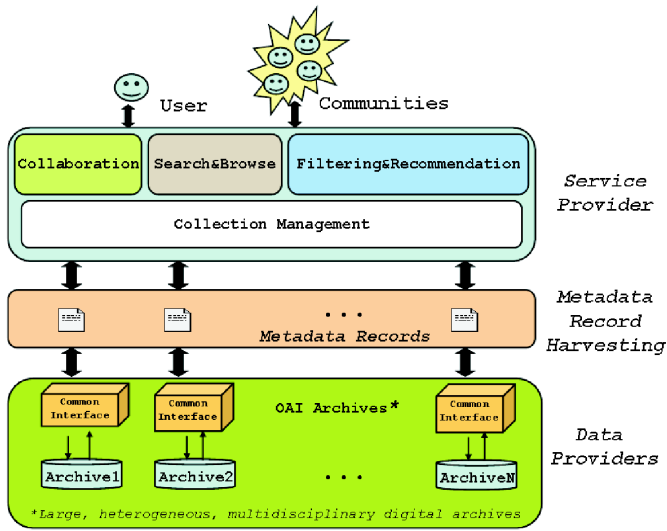 User
Communities
Collaboration
Search&Browse
Filtering&Recommendation
Collection Management
Service
Provider
. . .
Metadata Records
Metadata
Record
Harvesting
Common
Interface
Common
Interface
OAI Archives*
Common
Interface
Archive1
Archive2
. . .
ArchiveN
Data
Providers
*Large, heterogeneous, multidisciplinary digital archives